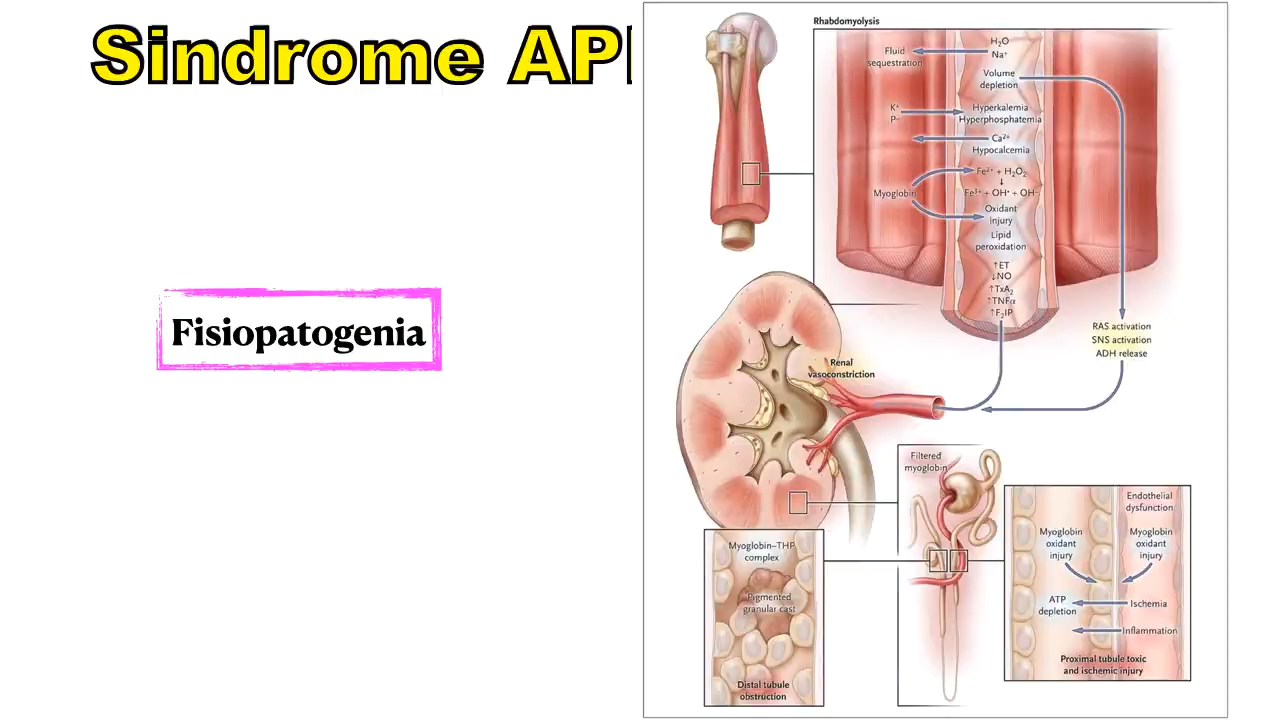 Sindrome AP
Fisiopatogenia
Rhabdomyolysis
Fluid
sequestration
H₂O
Na⁺
Volume
depletion
K⁺
P⁻
Hyperkalemia
Hyperphosphatemia
Ca²⁺
Hypocalcemia
Myoglobin
Fe²⁺ + H₂O₂
↓
Fe³⁺ + OH• + OH⁻
Oxidant
injury
Lipid
peroxidation
↑ET
↓NO
↑TxA₂
↑TNFα
↑F₂IP
RAS activation
SNS activation
ADH release
Renal
vasoconstriction
Filtered
myoglobin
Myoglobin–THP
complex
Pigmented
granular cast
Distal tubule
obstruction
Endothelial
dysfunction
Myoglobin
oxidant
injury
Myoglobin
oxidant
injury
ATP
depletion
Ischemia
Inflammation
Proximal tubule toxic
and ischemic injury